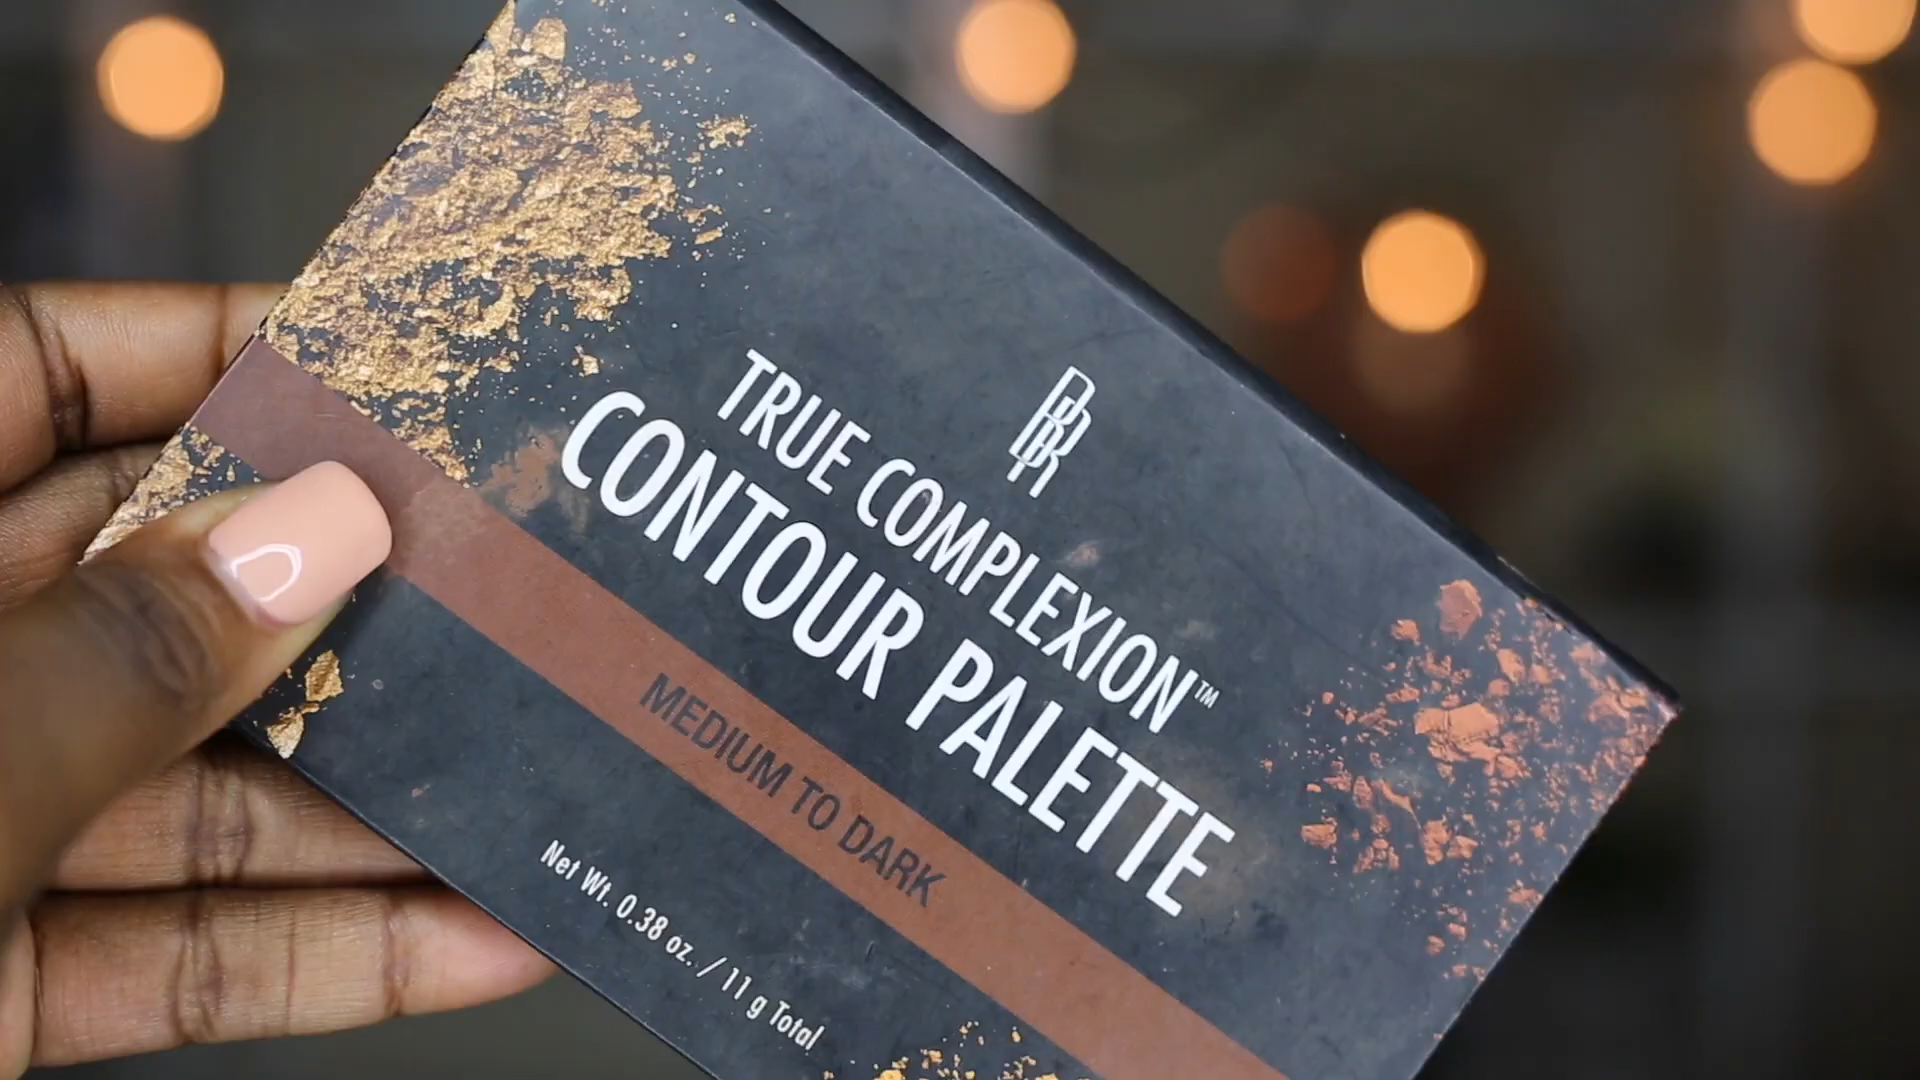 TRUE COMPLEXION™
CONTOUR PALETTE
MEDIUM TO DARK
Net Wt. 0.38 oz. / 11 g Total